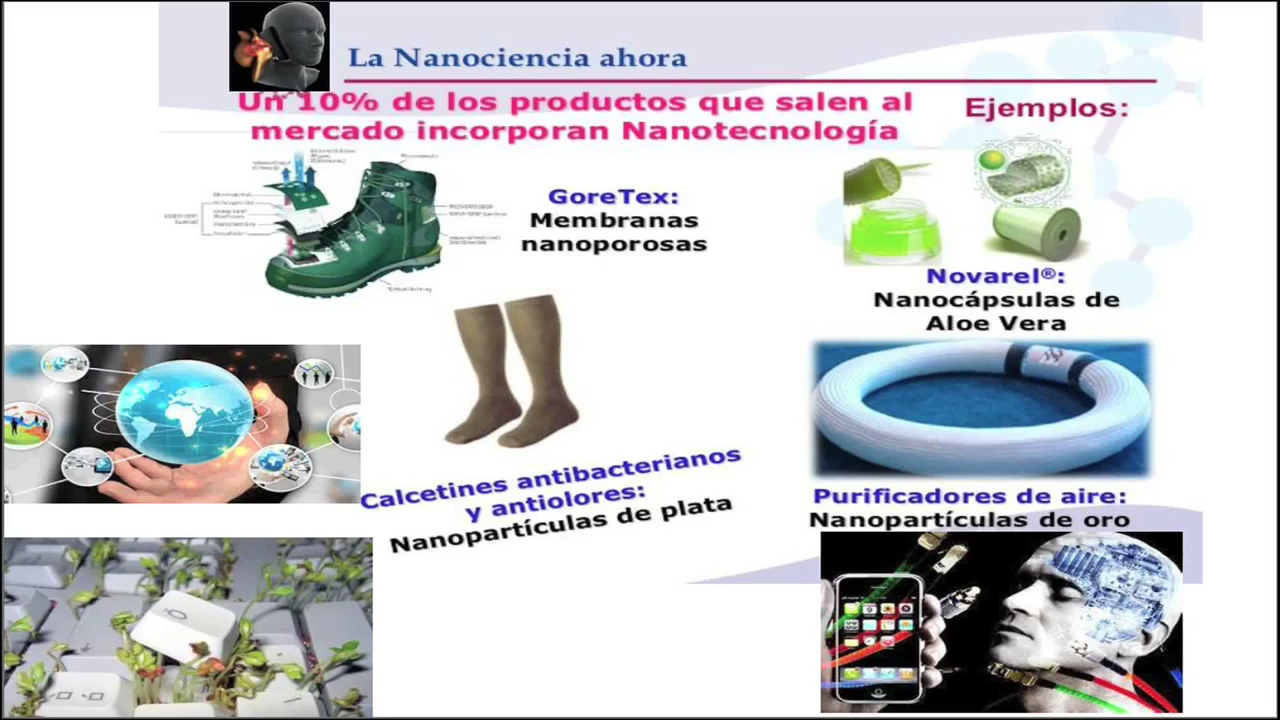 La Nanociencia ahora
Un 10% de los productos que salen al
mercado incorporan Nanotecnología
Ejemplos:
GoreTex:
Membranas
nanoporosas
Novarel®:
Nanocápsulas de
Aloe Vera
Calcetines antibacterianos
y antiolores:
Nanopartículas de plata
Purificadores de aire:
Nanopartículas de oro